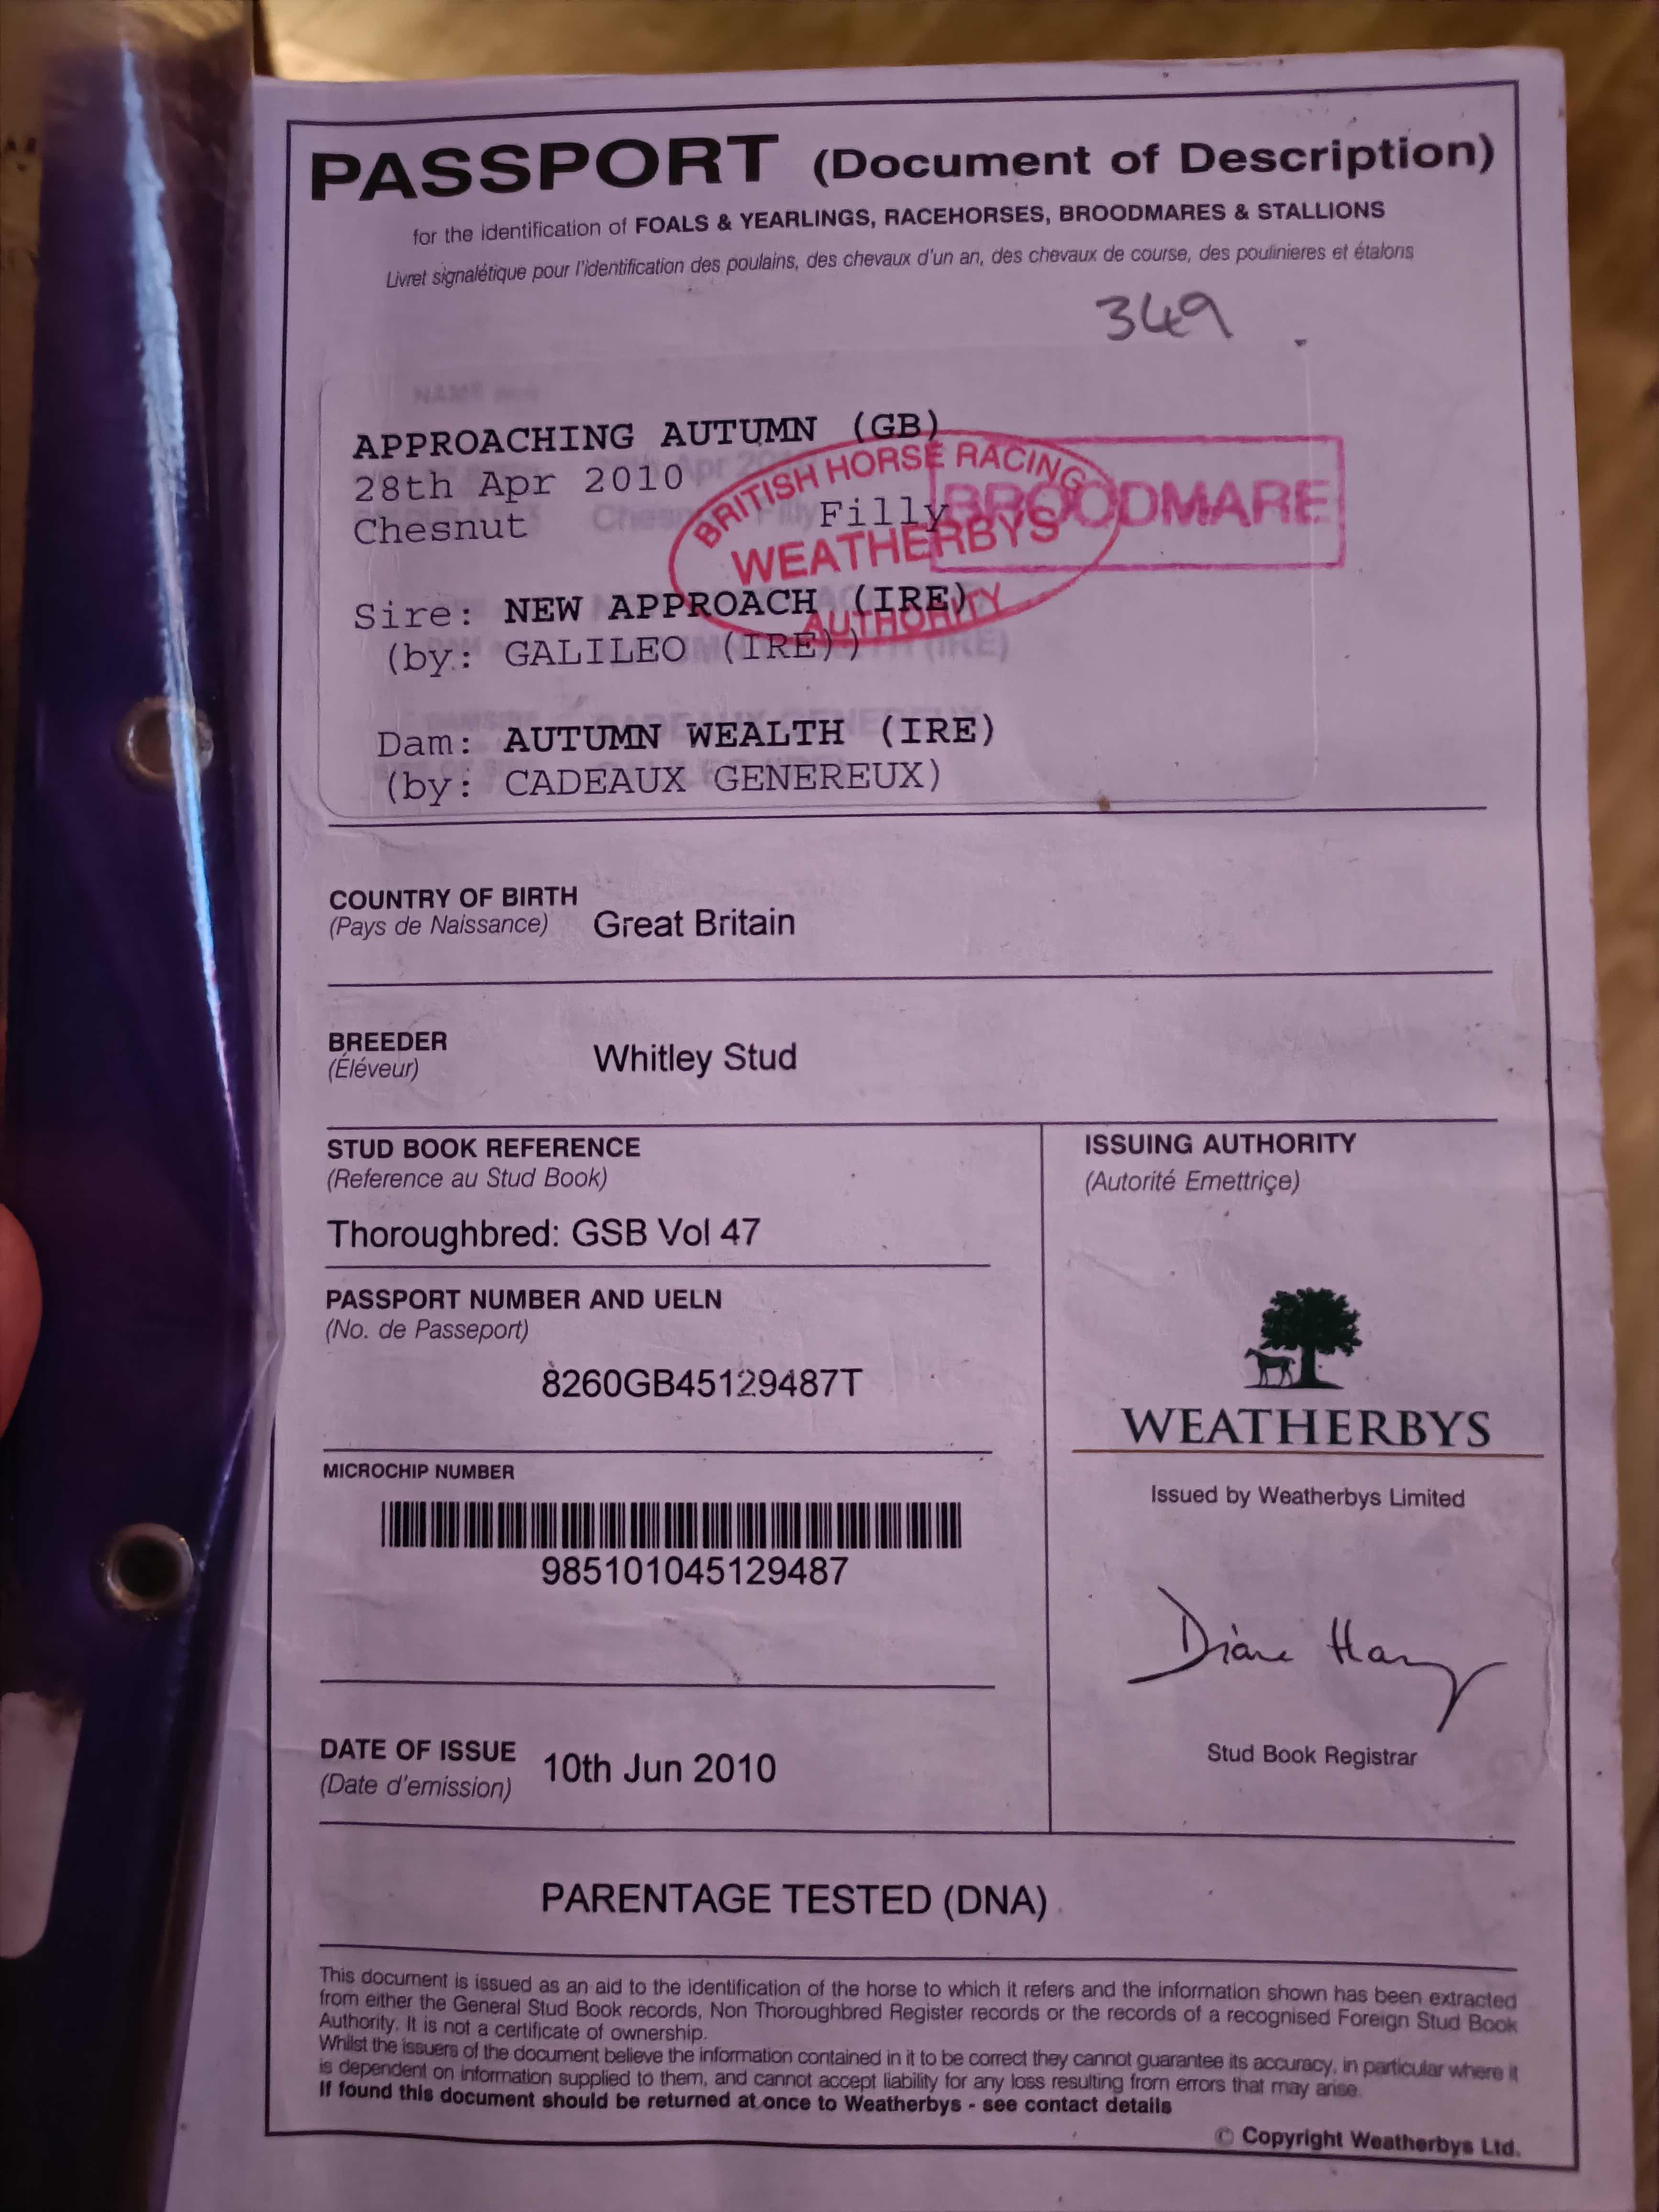 PASSPORT (Document of Description)
for the identification of FOALS & YEARLINGS, RACEHORSES, BROODMARES & STALLIONS
Livret signalétique pour l'identification des poulains, des chevaux d'un an, des chevaux de course, des poulinieres et étalons
349
APPROACHING AUTUMN (GB)
28th Apr 2010
Chesnut Filly
BRITISH HORSE RACING
WEATHERBYS
AUTHORITY
BROODMARE
Sire: NEW APPROACH (IRE)
(by: GALILEO (IRE))
Dam: AUTUMN WEALTH (IRE)
(by: CADEAUX GENEREUX)
COUNTRY OF BIRTH
(Pays de Naissance) Great Britain
BREEDER
(Éléveur) Whitley Stud
STUD BOOK REFERENCE
(Reference au Stud Book)
Thoroughbred: GSB Vol 47
PASSPORT NUMBER AND UELN
(No. de Passeport)
8260GB45129487T
MICROCHIP NUMBER
985101045129487
DATE OF ISSUE 10th Jun 2010
(Date d'emission)
ISSUING AUTHORITY
(Autorité Emettriçe)
WEATHERBYS
Issued by Weatherbys Limited
Diane Han
Stud Book Registrar
PARENTAGE TESTED (DNA)
This document is issued as an aid to the identification of the horse to which it refers and the information shown has been extracted
from either the General Stud Book records, Non Thoroughbred Register records or the records of a recognised Foreign Stud Book
Authority. It is not a certificate of ownership.
Whilst the issuers of the document believe the information contained in it to be correct they cannot guarantee its accuracy, in particular where it
is dependent on information supplied to them, and cannot accept liability for any loss resulting from errors that may arise.
If found this document should be returned at once to Weatherbys - see contact details
© Copyright Weatherbys Ltd.